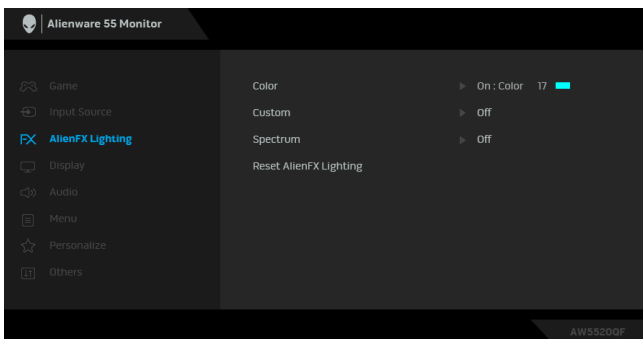 Alienware 55 Monitor
Game
Input Source
FX AlienFX Lighting
Display
Audio
Menu
Personalize
Others
Color On : Color 17
Custom Off
Spectrum Off
Reset AlienFX Lighting
AW5520QF